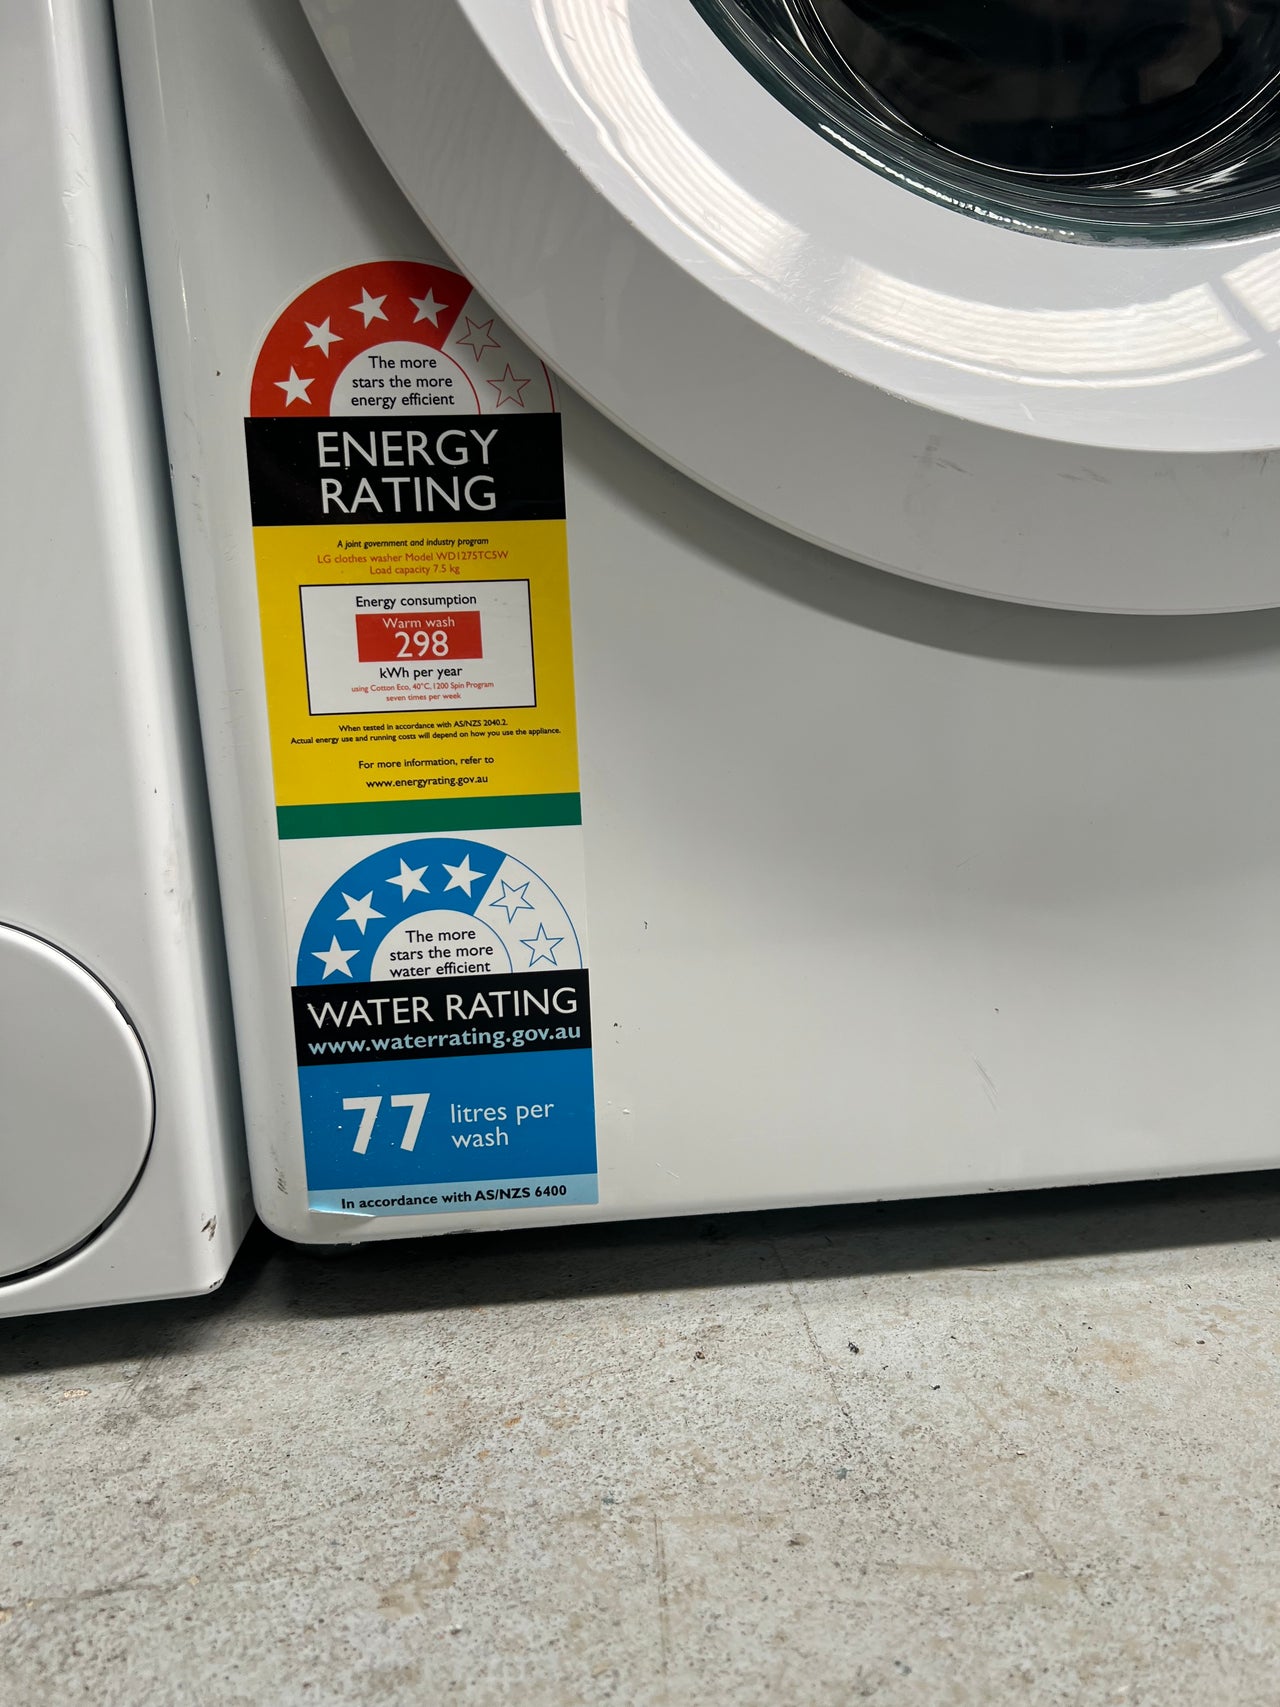 The more
stars the more
energy efficient
ENERGY
RATING
A joint government and industry program
LG clothes washer Model WD1275TC5W
Load capacity 7.5 kg
Energy consumption
Warm wash
298
kWh per year
using Cotton Eco, 40°C, 1200 Spin Program
seven times per week
When tested in accordance with AS/NZS 2040.2.
Actual energy use and running costs will depend on how you use the appliance.
For more information, refer to
www.energyrating.gov.au
The more
stars the more
water efficient
WATER RATING
www.waterrating.gov.au
77 litres per
wash
In accordance with AS/NZS 6400